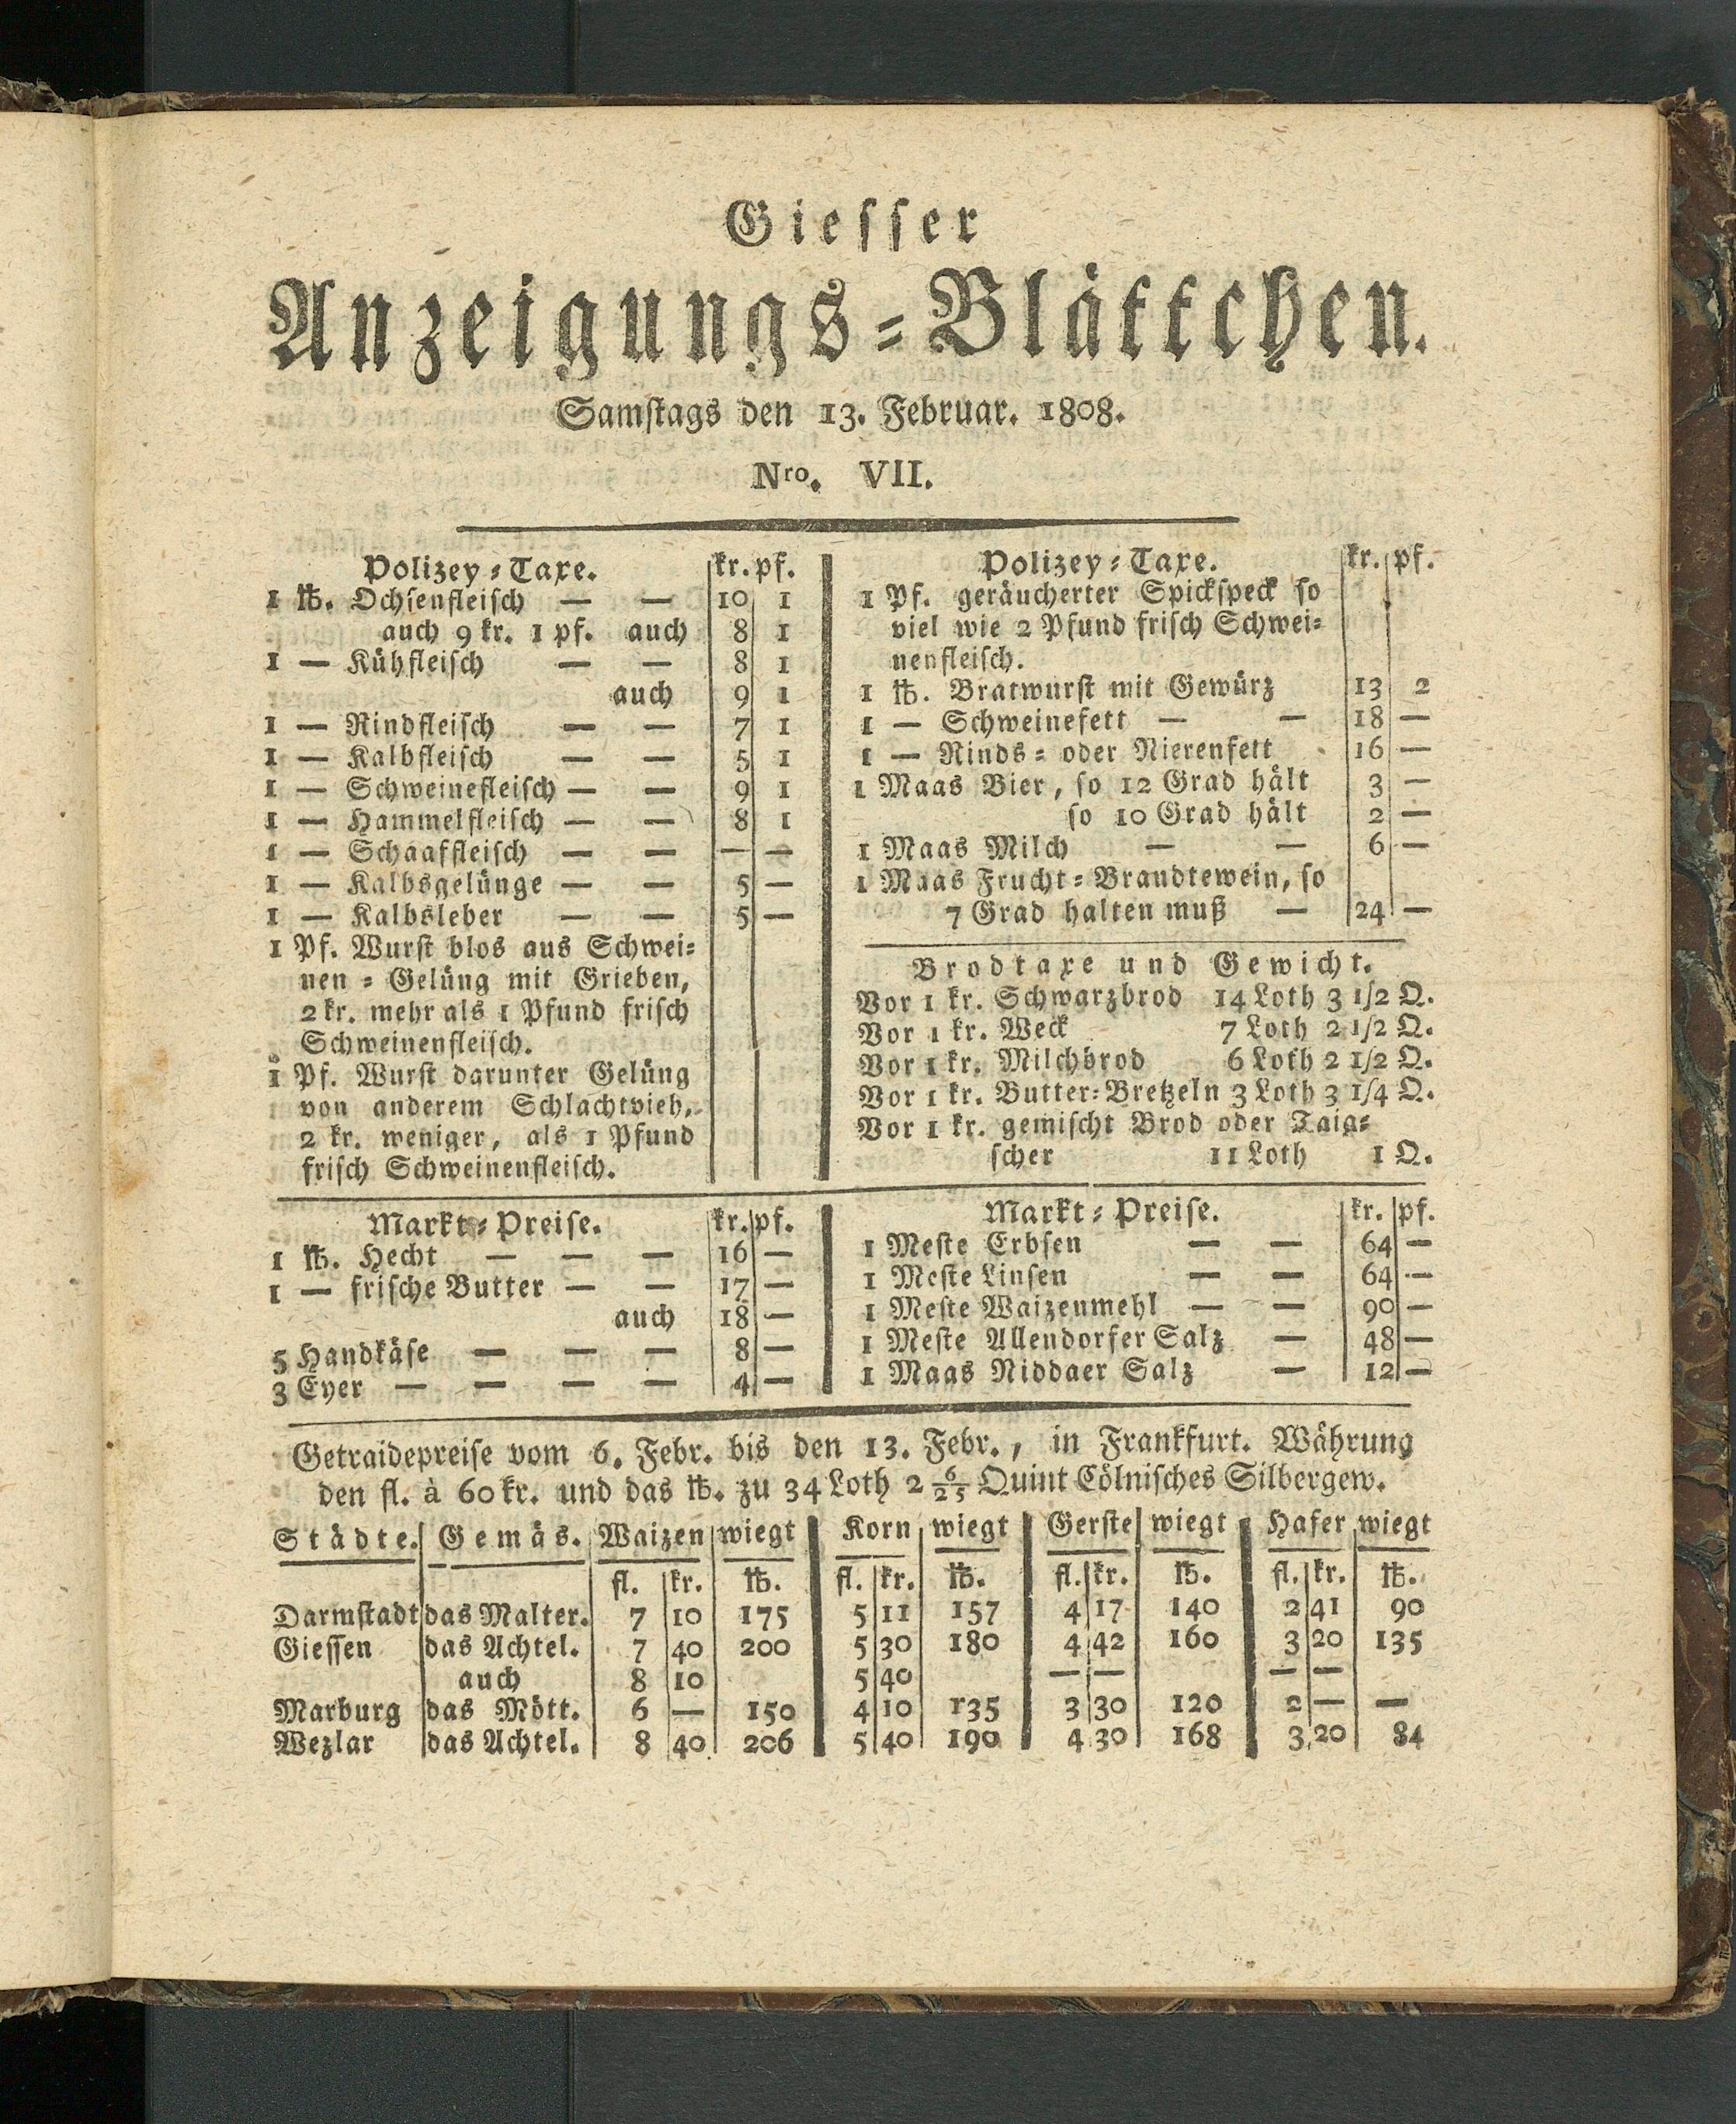 Giesser
Anzeigungs-Blättchen.
Samstags den 13. Februar. 1808.
Nro. VII.
Polizey-Taxe. kr. pf.
1 ℔. Ochsenfleisch — — 10 1
auch 9 kr. 1 pf. auch 8 1
1 — Kühfleisch — — 8 1
auch 9 1
1 — Rindfleisch — — 7 1
1 — Kalbfleisch — — 5 1
1 — Schweinefleisch — — 9 1
1 — Hammelfleisch — — 8 1
1 — Schaaffleisch — — — —
1 — Kalbsgelünge — — 5 —
1 — Kalbsleber — — 5 —
1 Pf. Wurst blos aus Schwei-
nen-Gelüng mit Grieben,
2 kr. mehr als 1 Pfund frisch
Schweinenfleisch.
1 Pf. Wurst darunter Gelüng
von anderem Schlachtvieh,
2 kr. weniger, als 1 Pfund
frisch Schweinenfleisch.
Polizey-Taxe. kr. pf.
1 Pf. geräucherter Spickspeck so
viel wie 2 Pfund frisch Schwei-
nenfleisch.
1 ℔. Bratwurst mit Gewürz 13 2
1 — Schweinefett — — 18 —
1 — Rinds- oder Nierenfett 16 —
1 Maas Bier, so 12 Grad hält 3 —
so 10 Grad hält 2 —
1 Maas Milch — — 6 —
1 Maas Frucht-Brandtewein, so
7 Grad halten muß — 24 —
Brodtaxe und Gewicht.
Vor 1 kr. Schwarzbrod 14 Loth 3 1/2 Q.
Vor 1 kr. Weck 7 Loth 2 1/2 Q.
Vor 1 kr. Milchbrod 6 Loth 2 1/2 Q.
Vor 1 kr. Butter-Bretzeln 3 Loth 3 1/4 Q.
Vor 1 kr. gemischt Brod oder Taig-
scher 11 Loth 1 Q.
Markt-Preise. kr. pf.
1 ℔. Hecht — — — 16 —
1 — frische Butter — — 17 —
auch 18 —
5 Handkäse — — — 8 —
3 Eyer — — — — 4 —
Markt-Preise. kr. pf.
1 Meste Erbsen — — 64 —
1 Meste Linsen — — 64 —
1 Meste Waizenmehl — — 90 —
1 Meste Allendorfer Salz — 48 —
1 Maas Niddaer Salz — 12 —
Getraidepreise vom 6. Febr. bis den 13. Febr., in Frankfurt. Währung
den fl. à 60 kr. und das ℔. zu 34 Loth 2 6/25 Quint Cölnisches Silbergew.
Städte. Gemäs. Waizen wiegt Korn wiegt Gerste wiegt Hafer wiegt
fl. kr. ℔. fl. kr. ℔. fl. kr. ℔. fl. kr. ℔.
Darmstadt das Malter. 7 10 175 5 11 157 4 17 140 2 41 90
Giessen das Achtel. 7 40 200 5 30 180 4 42 160 3 20 135
auch 8 10 5 40 — — — —
Marburg das Mött. 6 — 150 4 10 135 3 30 120 2 — —
Wezlar das Achtel. 8 40 206 5 40 190 4 30 168 3 20 84